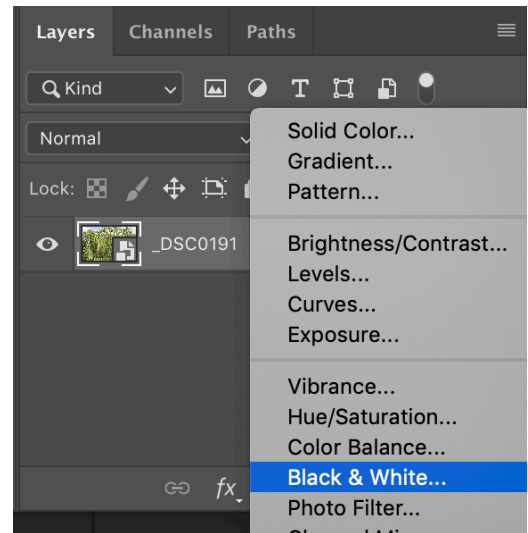 Layers Channels Paths
Kind
Normal
Lock:
_DSC0191
fx
Solid Color...
Gradient...
Pattern...
Brightness/Contrast...
Levels...
Curves...
Exposure...
Vibrance...
Hue/Saturation...
Color Balance...
Black & White...
Photo Filter...